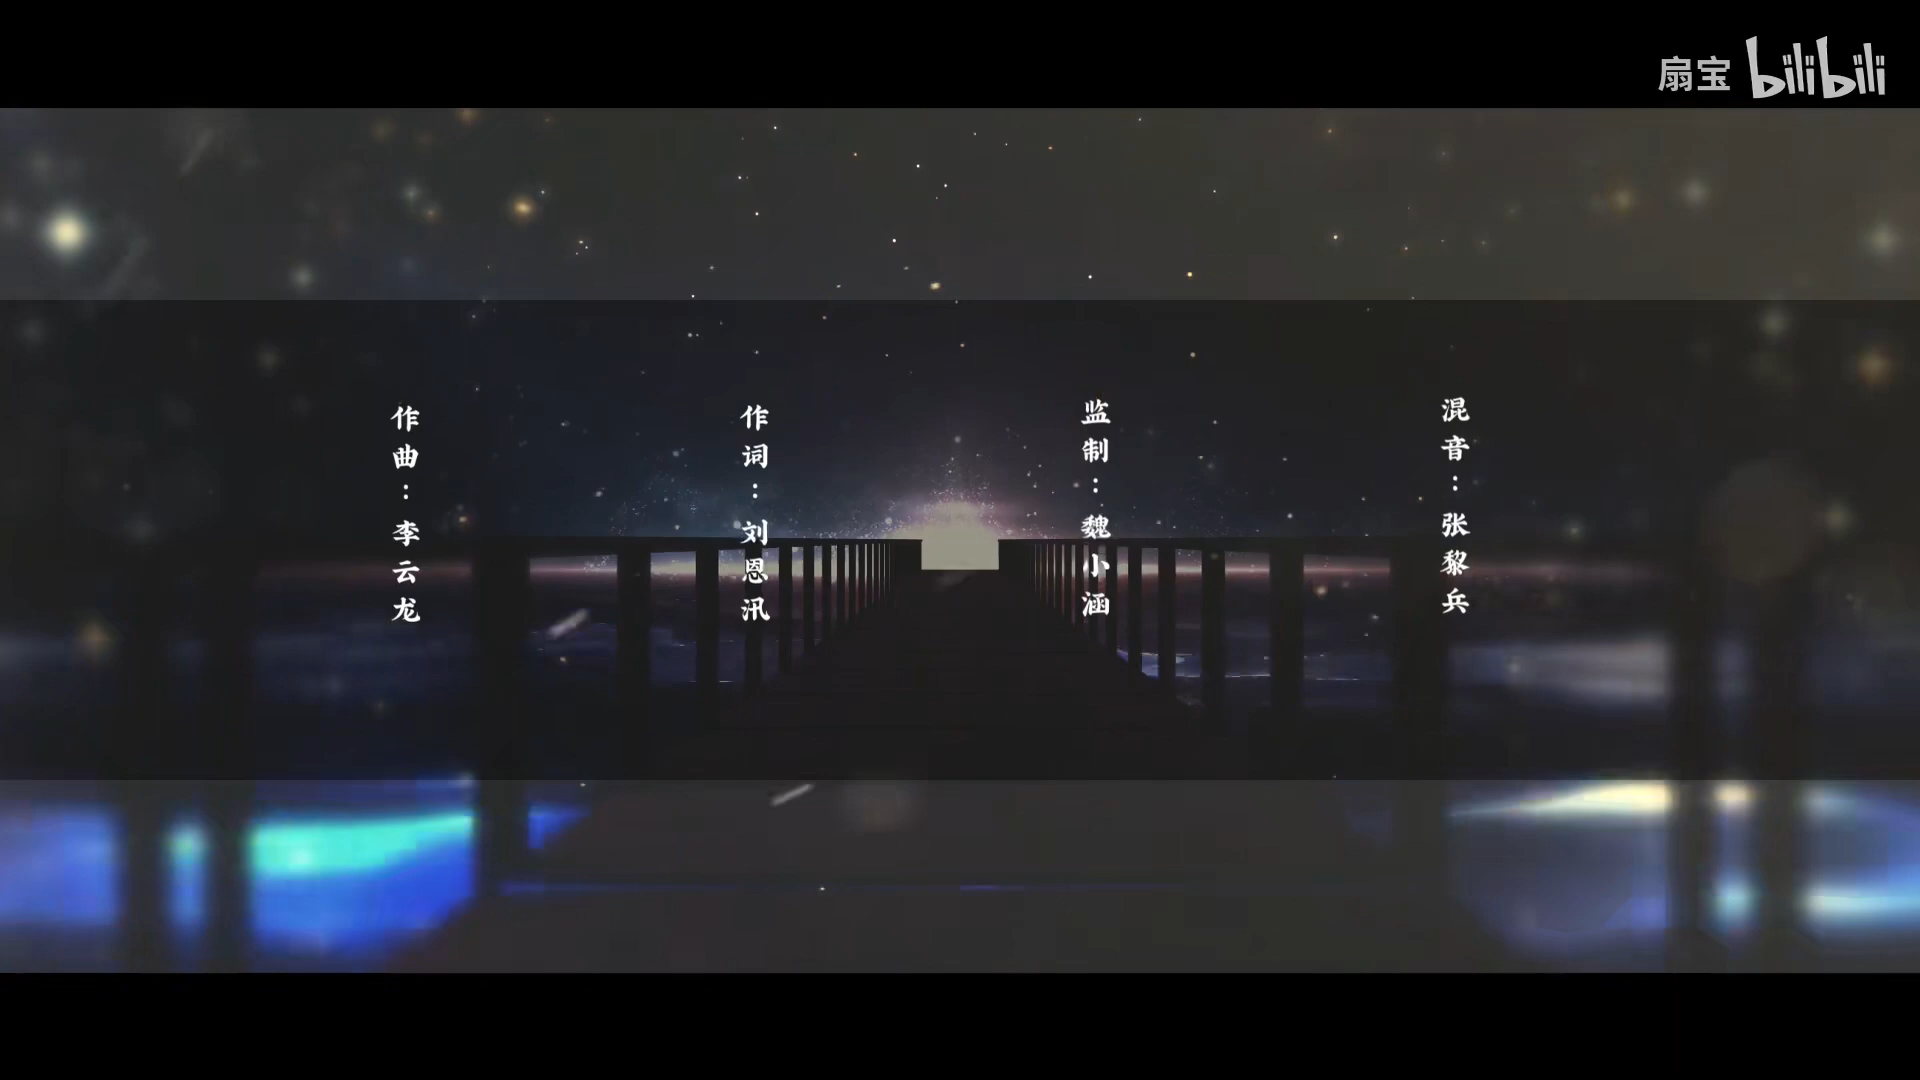 扇宝 bilibili
作曲：李云龙
作词：刘恩汛
监制：魏小涵
混音：张黎兵